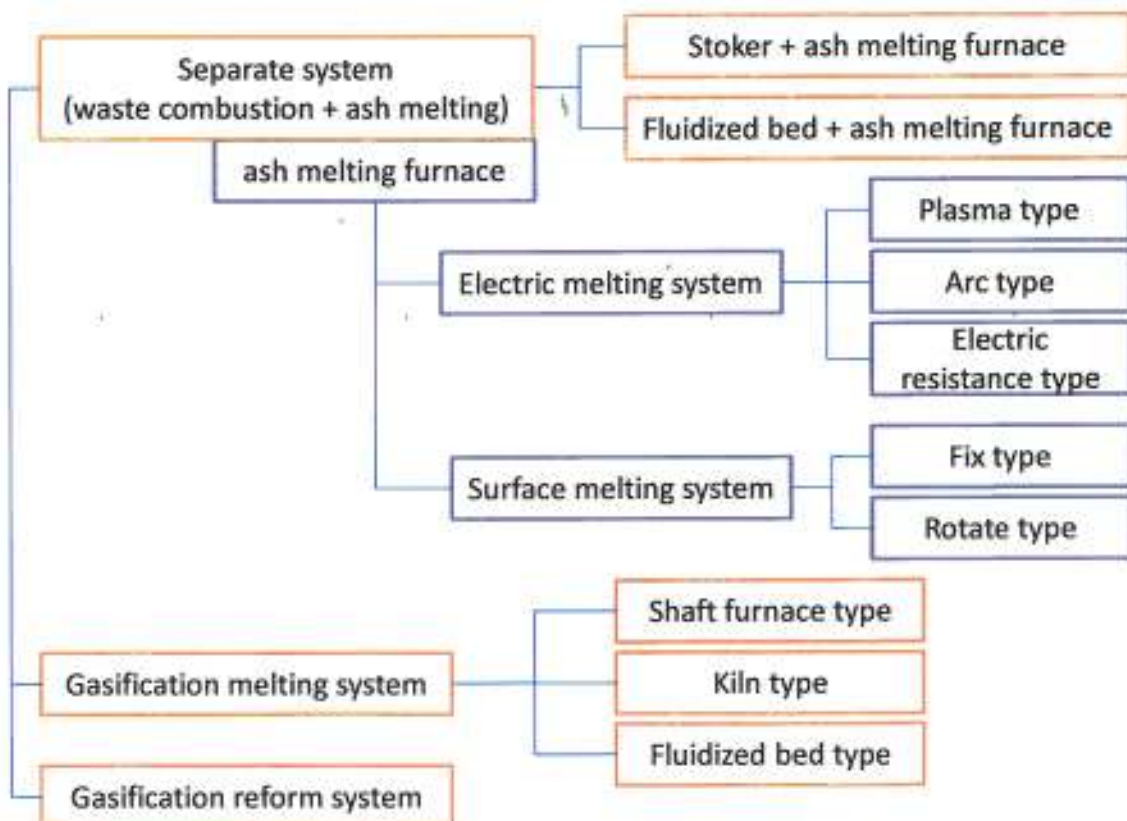 Separate system
(waste combustion + ash melting)
Stoker + ash melting furnace
Fluidized bed + ash melting furnace
ash melting furnace
Plasma type
Electric melting system
Arc type
Electric
resistance type
Fix type
Surface melting system
Rotate type
Shaft furnace type
Gasification melting system
Kiln type
Fluidized bed type
Gasification reform system